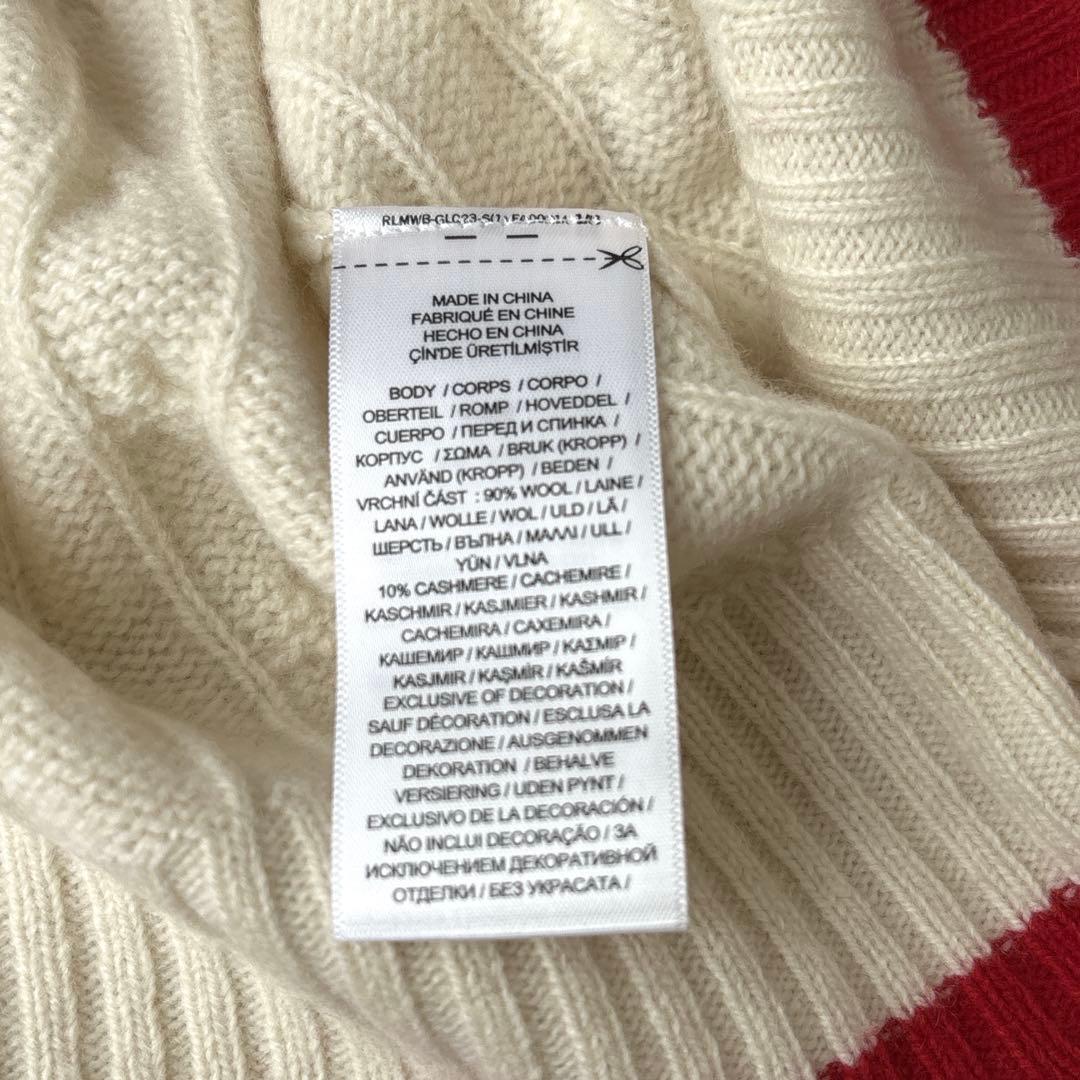 RLMWB-GLC23-S(1)
MADE IN CHINA
FABRIQUÉ EN CHINE
HECHO EN CHINA
ÇİN'DE ÜRETİLMİŞTİR
BODY / CORPS / CORPO /
OBERTEIL / ROMP / HOVEDDEL /
CUERPO / ПЕРЕД И СПИНКА /
КОРПУС / ΣΩΜΑ / BRUK (KROPP) /
ANVÄND (KROPP) / BEDEN /
VRCHNÍ ČÁST : 90% WOOL / LAINE /
LANA / WOLLE / WOL / ULD / LÃ /
ШЕРСТЬ / ВЪЛНА / ΜΑΛΛΙ / ULL /
YÜN / VLNA
10% CASHMERE / CACHEMIRE /
KASCHMIR / KASJMIER / KASHMIR /
CACHEMIRA / CAXEMIRA /
КАШЕМИР / КАШМИР / ΚΑΣΜΙΡ /
KASJMIR / KAŞMİR / KAŠMÍR
EXCLUSIVE OF DECORATION /
SAUF DÉCORATION / ESCLUSA LA
DECORAZIONE / AUSGENOMMEN
DEKORATION / BEHALVE
VERSIERING / UDEN PYNT /
EXCLUSIVO DE LA DECORACIÓN /
NÃO INCLUI DECORAÇÃO / ЗА
ИСКЛЮЧЕНИЕМ ДЕКОРАТИВНОЙ
ОТДЕЛКИ / БЕЗ УКРАСАТА /